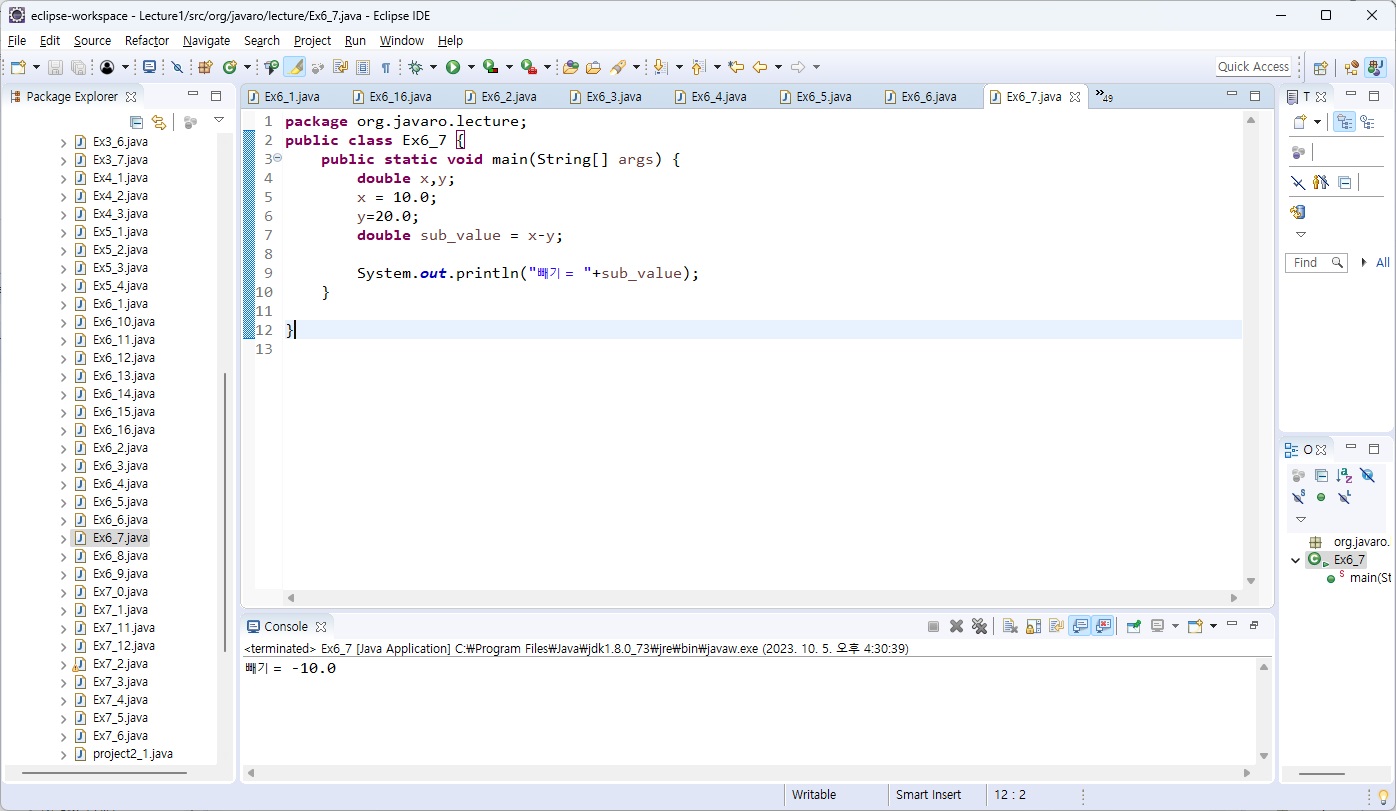 eclipse-workspace - Lecture1/src/org/javaro/lecture/Ex6_7.java - Eclipse IDE
File Edit Source Refactor Navigate Search Project Run Window Help
Quick Access
Package Explorer
Ex3_6.java
Ex3_7.java
Ex4_1.java
Ex4_2.java
Ex4_3.java
Ex5_1.java
Ex5_2.java
Ex5_3.java
Ex5_4.java
Ex6_1.java
Ex6_10.java
Ex6_11.java
Ex6_12.java
Ex6_13.java
Ex6_14.java
Ex6_15.java
Ex6_16.java
Ex6_2.java
Ex6_3.java
Ex6_4.java
Ex6_5.java
Ex6_6.java
Ex6_7.java
Ex6_8.java
Ex6_9.java
Ex7_0.java
Ex7_1.java
Ex7_11.java
Ex7_12.java
Ex7_2.java
Ex7_3.java
Ex7_4.java
Ex7_5.java
Ex7_6.java
project2_1.java
Ex6_1.java Ex6_16.java Ex6_2.java Ex6_3.java Ex6_4.java Ex6_5.java Ex6_6.java Ex6_7.java »49
1 package org.javaro.lecture;
2 public class Ex6_7 {
3 public static void main(String[] args) {
4 double x,y;
5 x = 10.0;
6 y=20.0;
7 double sub_value = x-y;
8
9 System.out.println("빼기 = "+sub_value);
10 }
11
12 }
13
Console
<terminated> Ex6_7 [Java Application] C:₩Program Files₩Java₩jdk1.8.0_73₩jre₩bin₩javaw.exe (2023. 10. 5. 오후 4:30:39)
빼기 = -10.0
T
Find All
O
org.javaro.
Ex6_7
main(St
Writable Smart Insert 12 : 2